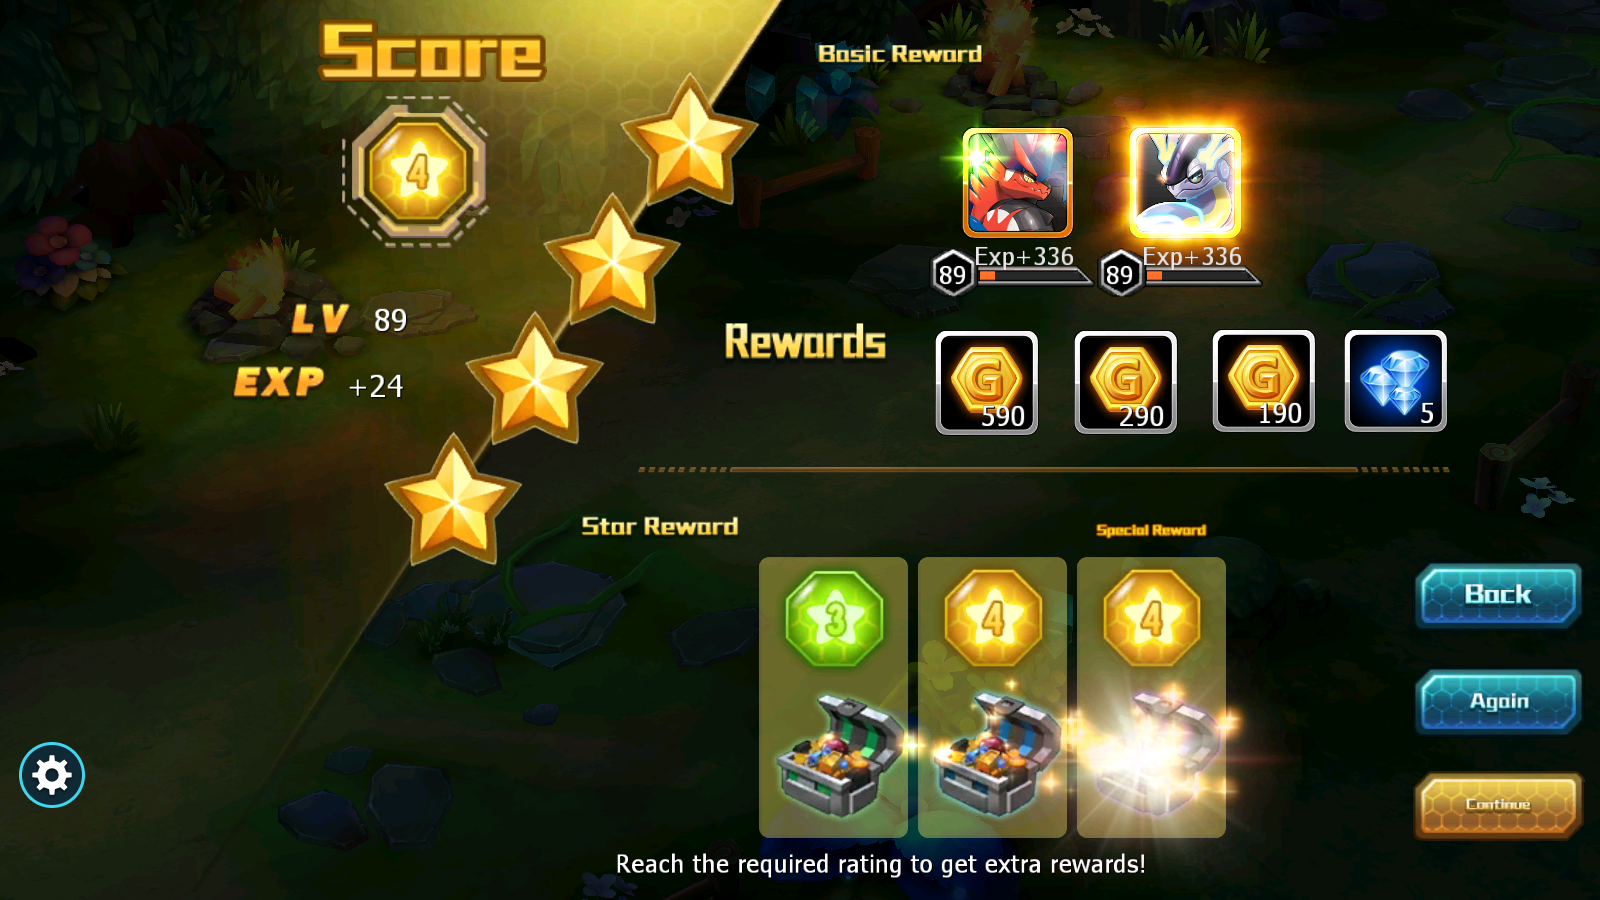 Score
4
LV 89
EXP +24
Basic Reward
Exp+336
89
Exp+336
89
Rewards
G 590
G 290
G 190
5
Star Reward
Special Reward
3
4
4
Back
Again
Continue
Reach the required rating to get extra rewards!